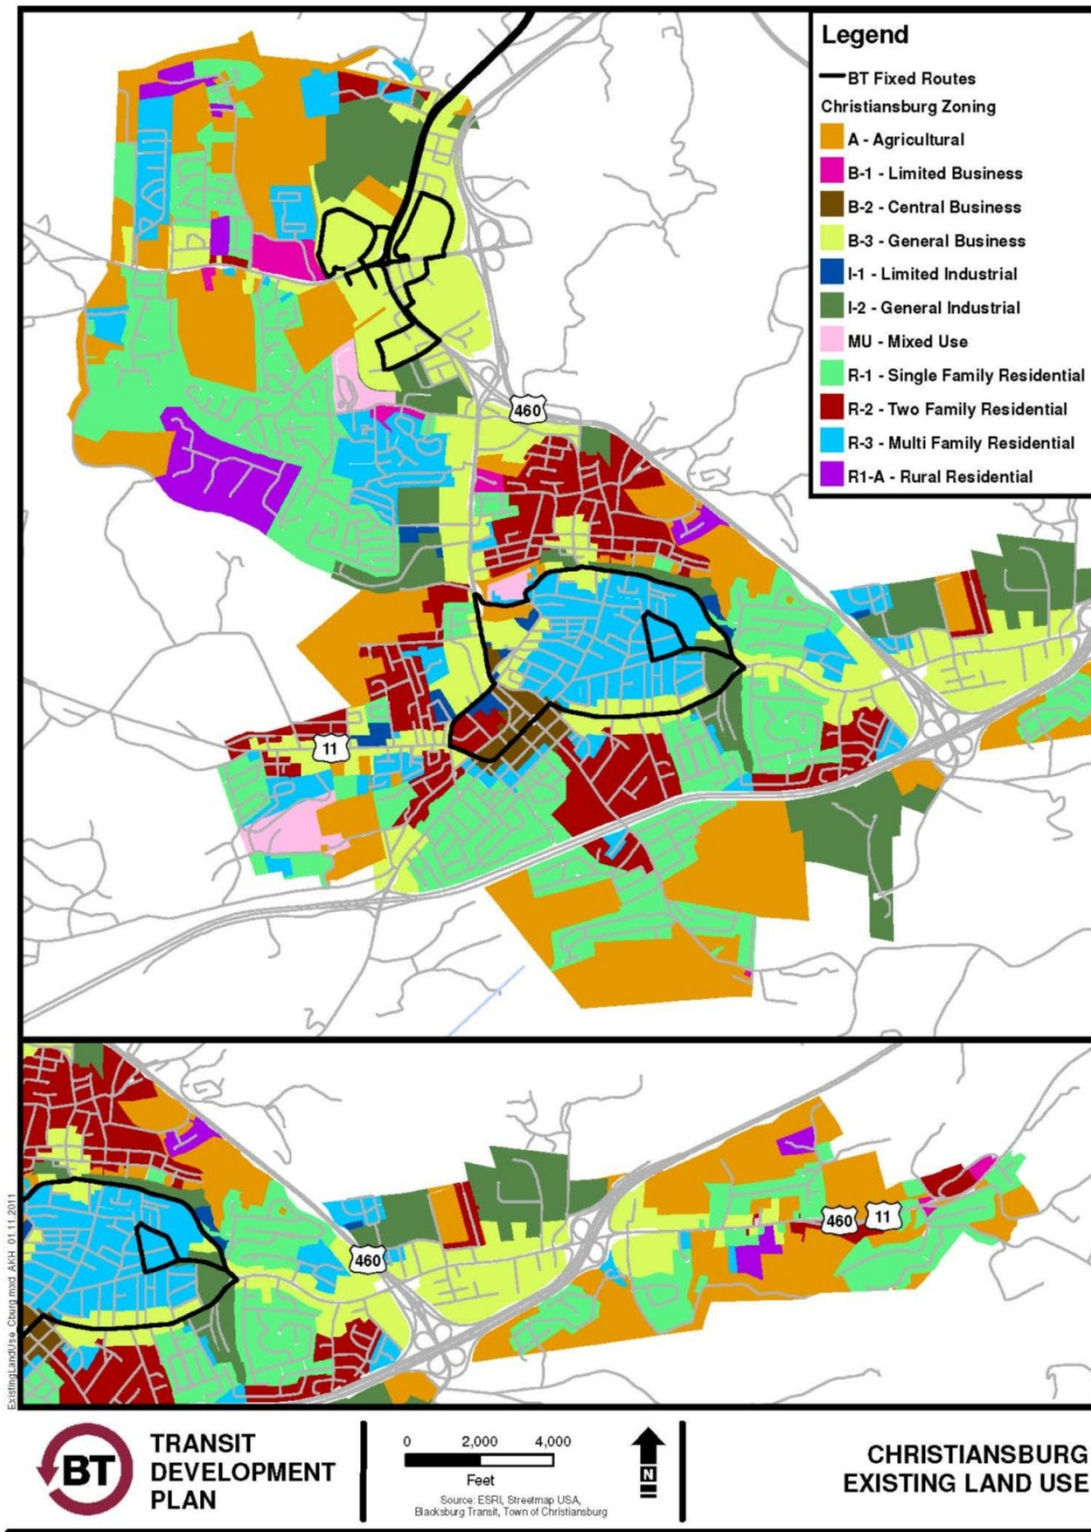 Legend
BT Fixed Routes
Christiansburg Zoning
A - Agricultural
B-1 - Limited Business
B-2 - Central Business
B-3 - General Business
I-1 - Limited Industrial
I-2 - General Industrial
MU - Mixed Use
R-1 - Single Family Residential
R-2 - Two Family Residential
R-3 - Multi Family Residential
R1-A - Rural Residential
460
11
460
460
11
ExistingLandUse_Cburg.mxd_AKH_01.11.2011
BT
TRANSIT
DEVELOPMENT
PLAN
0 2,000 4,000
Feet
Source: ESRI, Streetmap USA,
Blacksburg Transit, Town of Christiansburg
N
CHRISTIANSBURG
EXISTING LAND USE